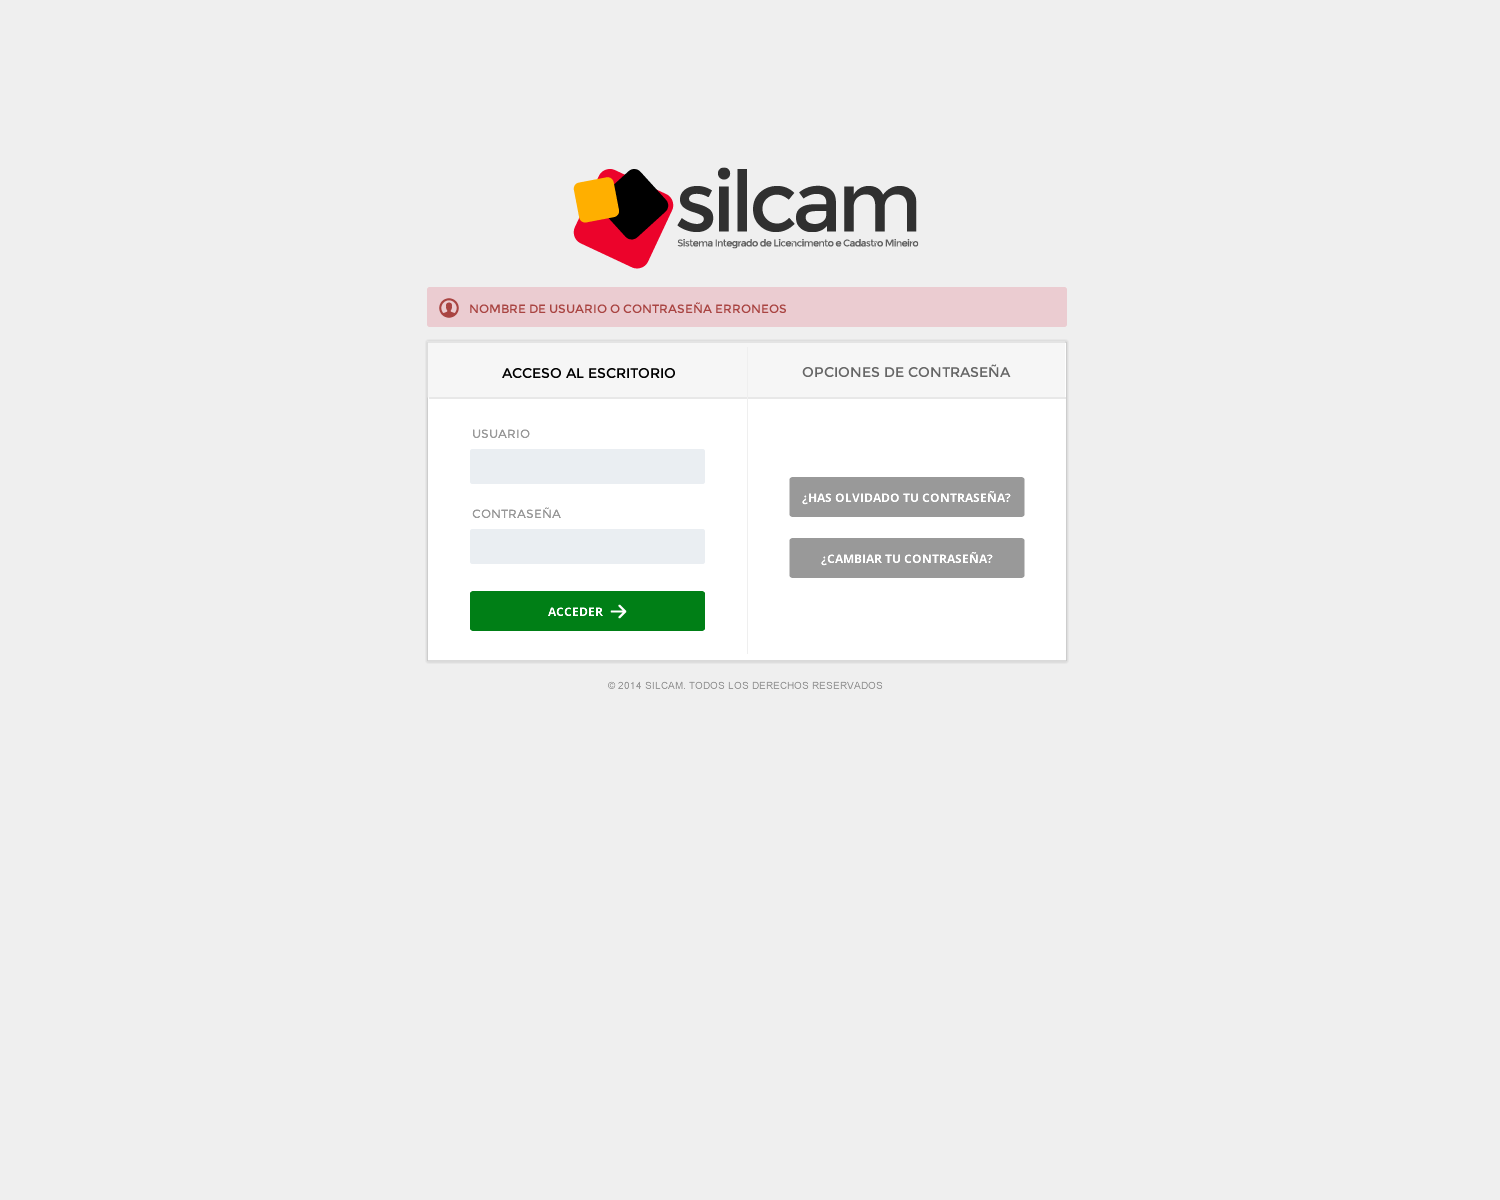 silcam
Sistema Integrado de Licencimento e Cadastro Mineiro
NOMBRE DE USUARIO O CONTRASEÑA ERRONEOS
ACCESO AL ESCRITORIO
OPCIONES DE CONTRASEÑA
USUARIO
CONTRASEÑA
ACCEDER
¿HAS OLVIDADO TU CONTRASEÑA?
¿CAMBIAR TU CONTRASEÑA?
© 2014 SILCAM. TODOS LOS DERECHOS RESERVADOS